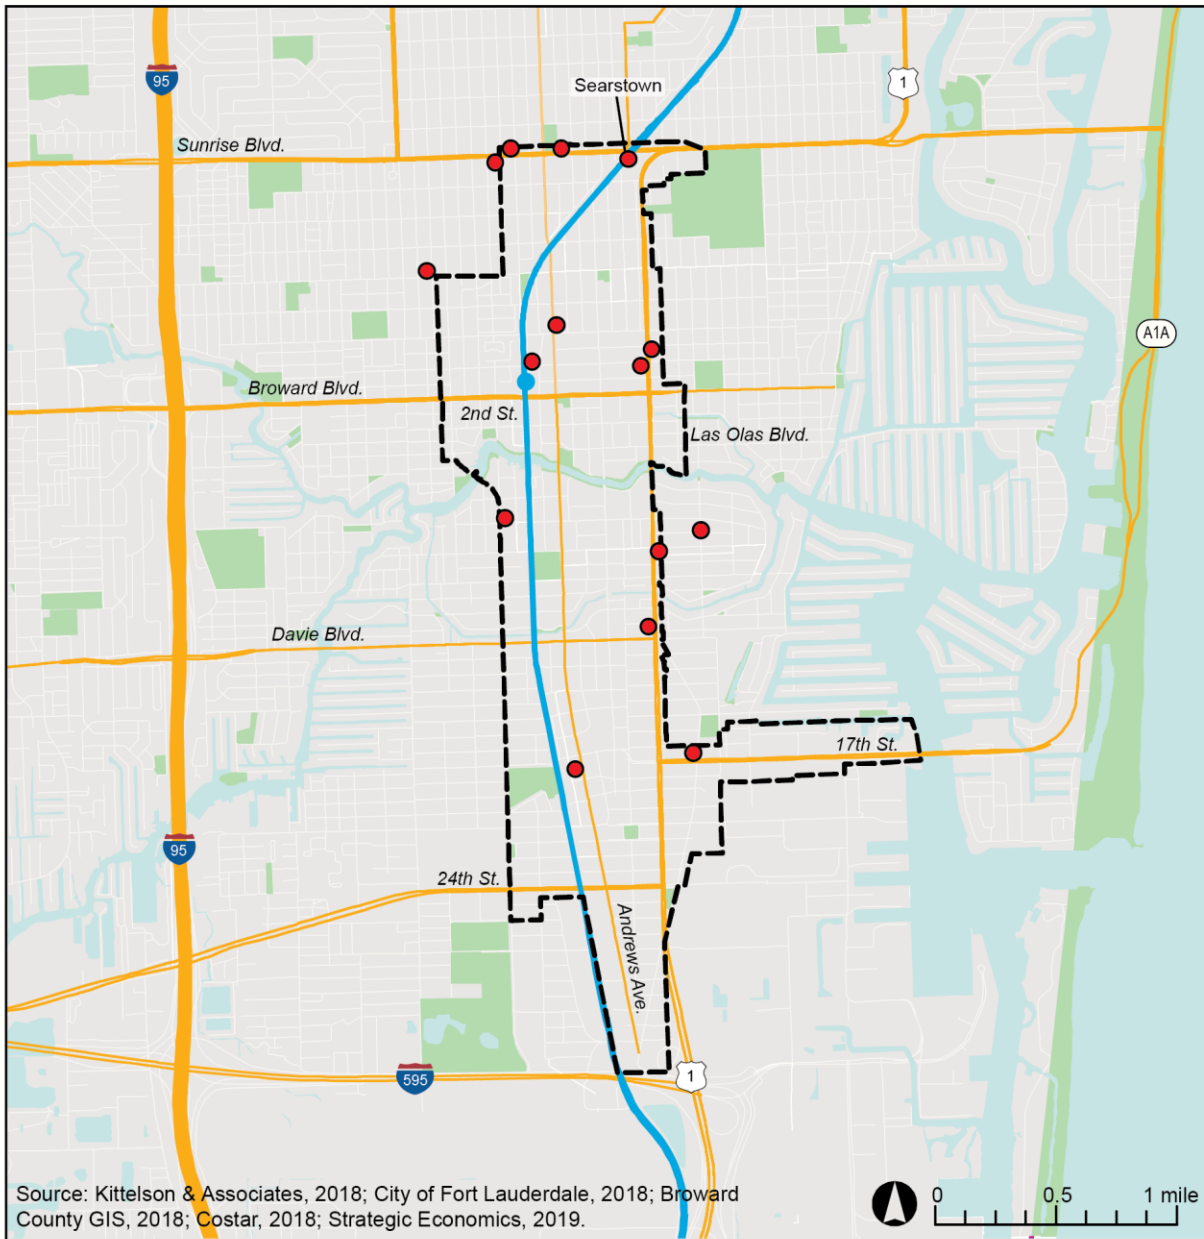 95
1
Searstown
Sunrise Blvd.
A1A
Broward Blvd.
2nd St.
Las Olas Blvd.
Davie Blvd.
17th St.
95
24th St.
Andrews Ave.
595
1
Source: Kittelson & Associates, 2018; City of Fort Lauderdale, 2018; Broward
County GIS, 2018; Costar, 2018; Strategic Economics, 2019.
0 0.5 1 mile